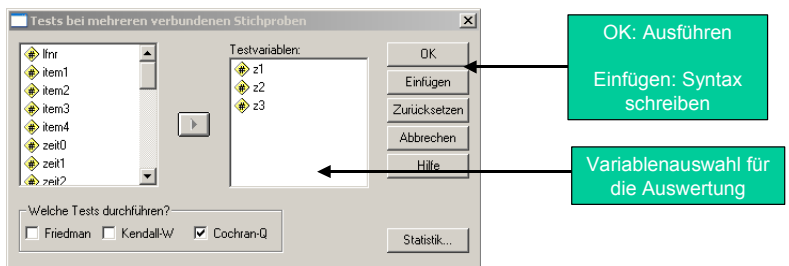 Tests bei mehreren verbundenen Stichproben
lfnr
item1
item2
item3
item4
zeit0
zeit1
zeit2
Testvariablen:
z1
z2
z3
OK
Einfügen
Zurücksetzen
Abbrechen
Hilfe
Welche Tests durchführen?
Friedman Kendall-W Cochran-Q
Statistik...
OK: Ausführen
Einfügen: Syntax
schreiben
Variablenauswahl für
die Auswertung